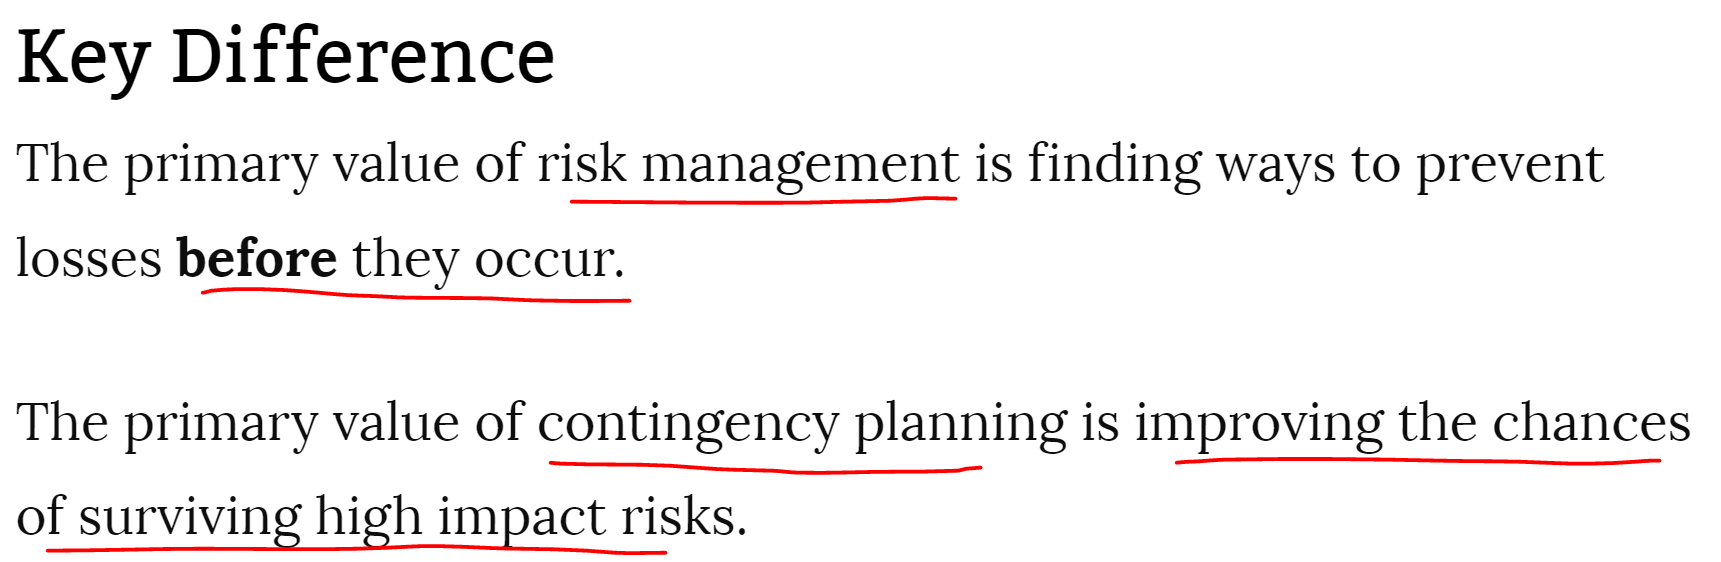 Key Difference
The primary value of risk management is finding ways to prevent
losses before they occur.
The primary value of contingency planning is improving the chances
of surviving high impact risks.